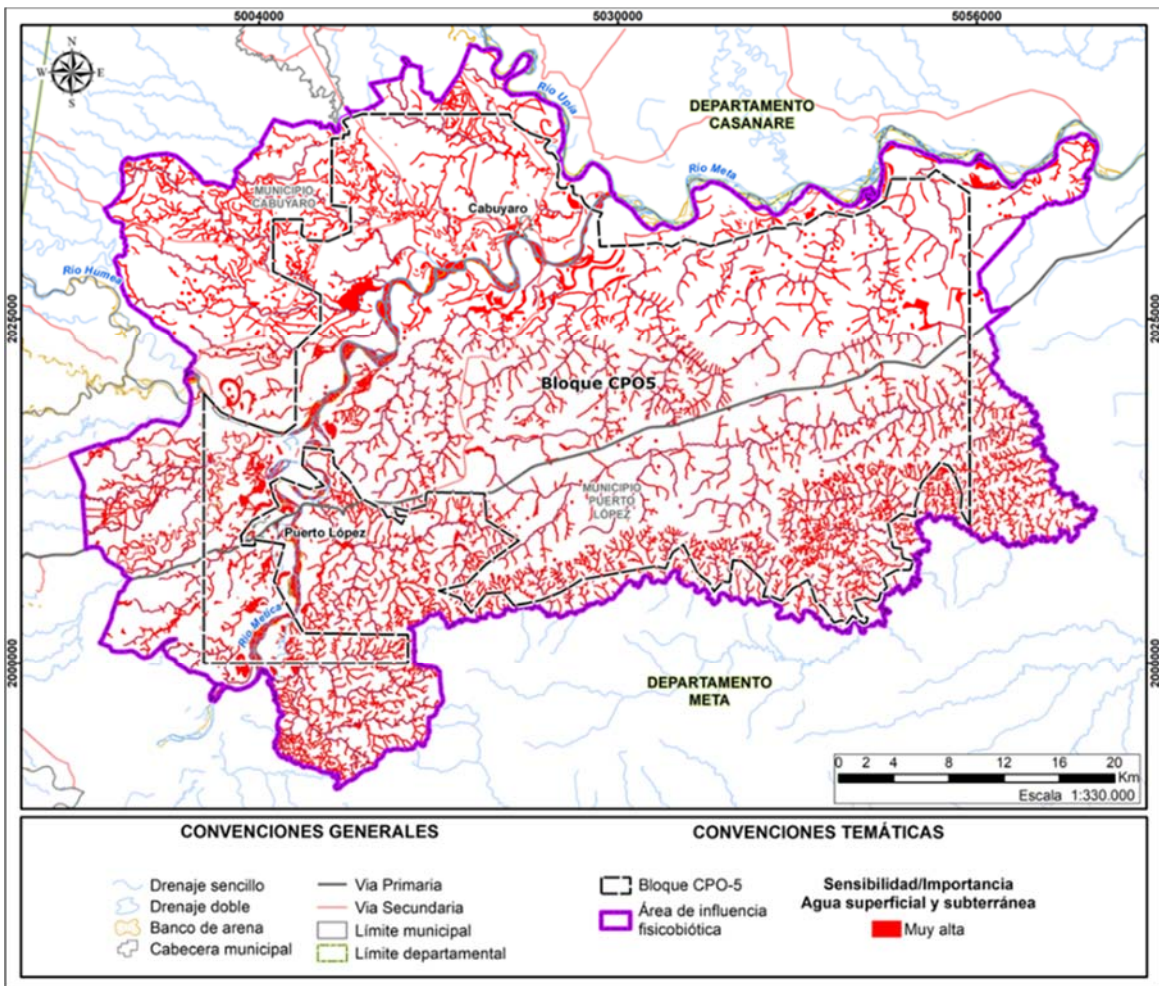 5004000
5030000
5056000
N
W
E
S
Río Upía
DEPARTAMENTO
CASANARE
Río Meta
MUNICIPIO
CABUYARO
Cabuyaro
Río Humea
2025000
2025000
Bloque CPO5
MUNICIPIO
PUERTO
LÓPEZ
Puerto López
Río Metica
2000000
2000000
DEPARTAMENTO
META
0 2 4 8 12 16 20
Km
Escala 1:330.000
CONVENCIONES GENERALES
Drenaje sencillo
Drenaje doble
Banco de arena
Cabecera municipal
Via Primaria
Via Secundaria
Límite municipal
Límite departamental
CONVENCIONES TEMÁTICAS
Bloque CPO-5
Área de influencia
fisicobiótica
Sensibilidad/Importancia
Agua superficial y subterránea
Muy alta